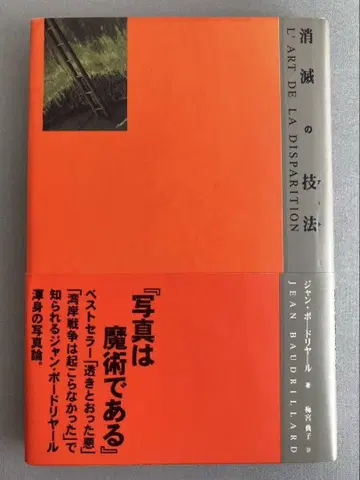 消滅の技法
L'ART DE LA DISPARITION
ジャン・ボードリヤール 著
JEAN BAUDRILLARD
梅宮典子 訳
『写真は
魔術である』
ベストセラー「透きとおった悪」
「湾岸戦争は起こらなかった」で
知られるジャン・ボードリヤール
渾身の写真論。